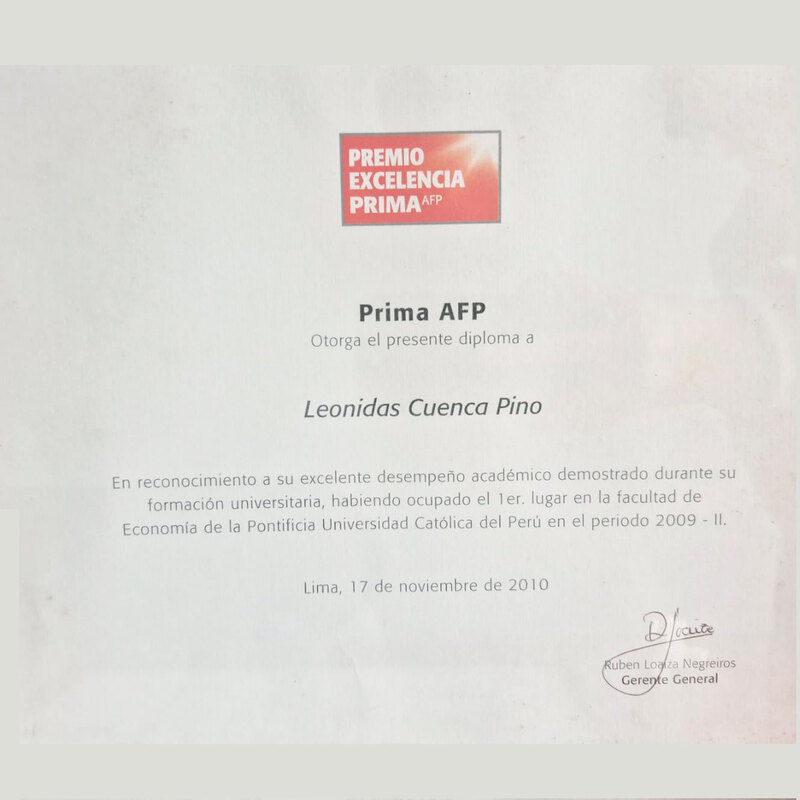 PREMIO
EXCELENCIA
PRIMA AFP
Prima AFP
Otorga el presente diploma a
Leonidas Cuenca Pino
En reconocimiento a su excelente desempeño académico demostrado durante su
formación universitaria, habiendo ocupado el 1er. lugar en la facultad de
Economía de la Pontificia Universidad Católica del Perú en el periodo 2009 - II.
Lima, 17 de noviembre de 2010
Ruben Loaiza Negreiros
Gerente General